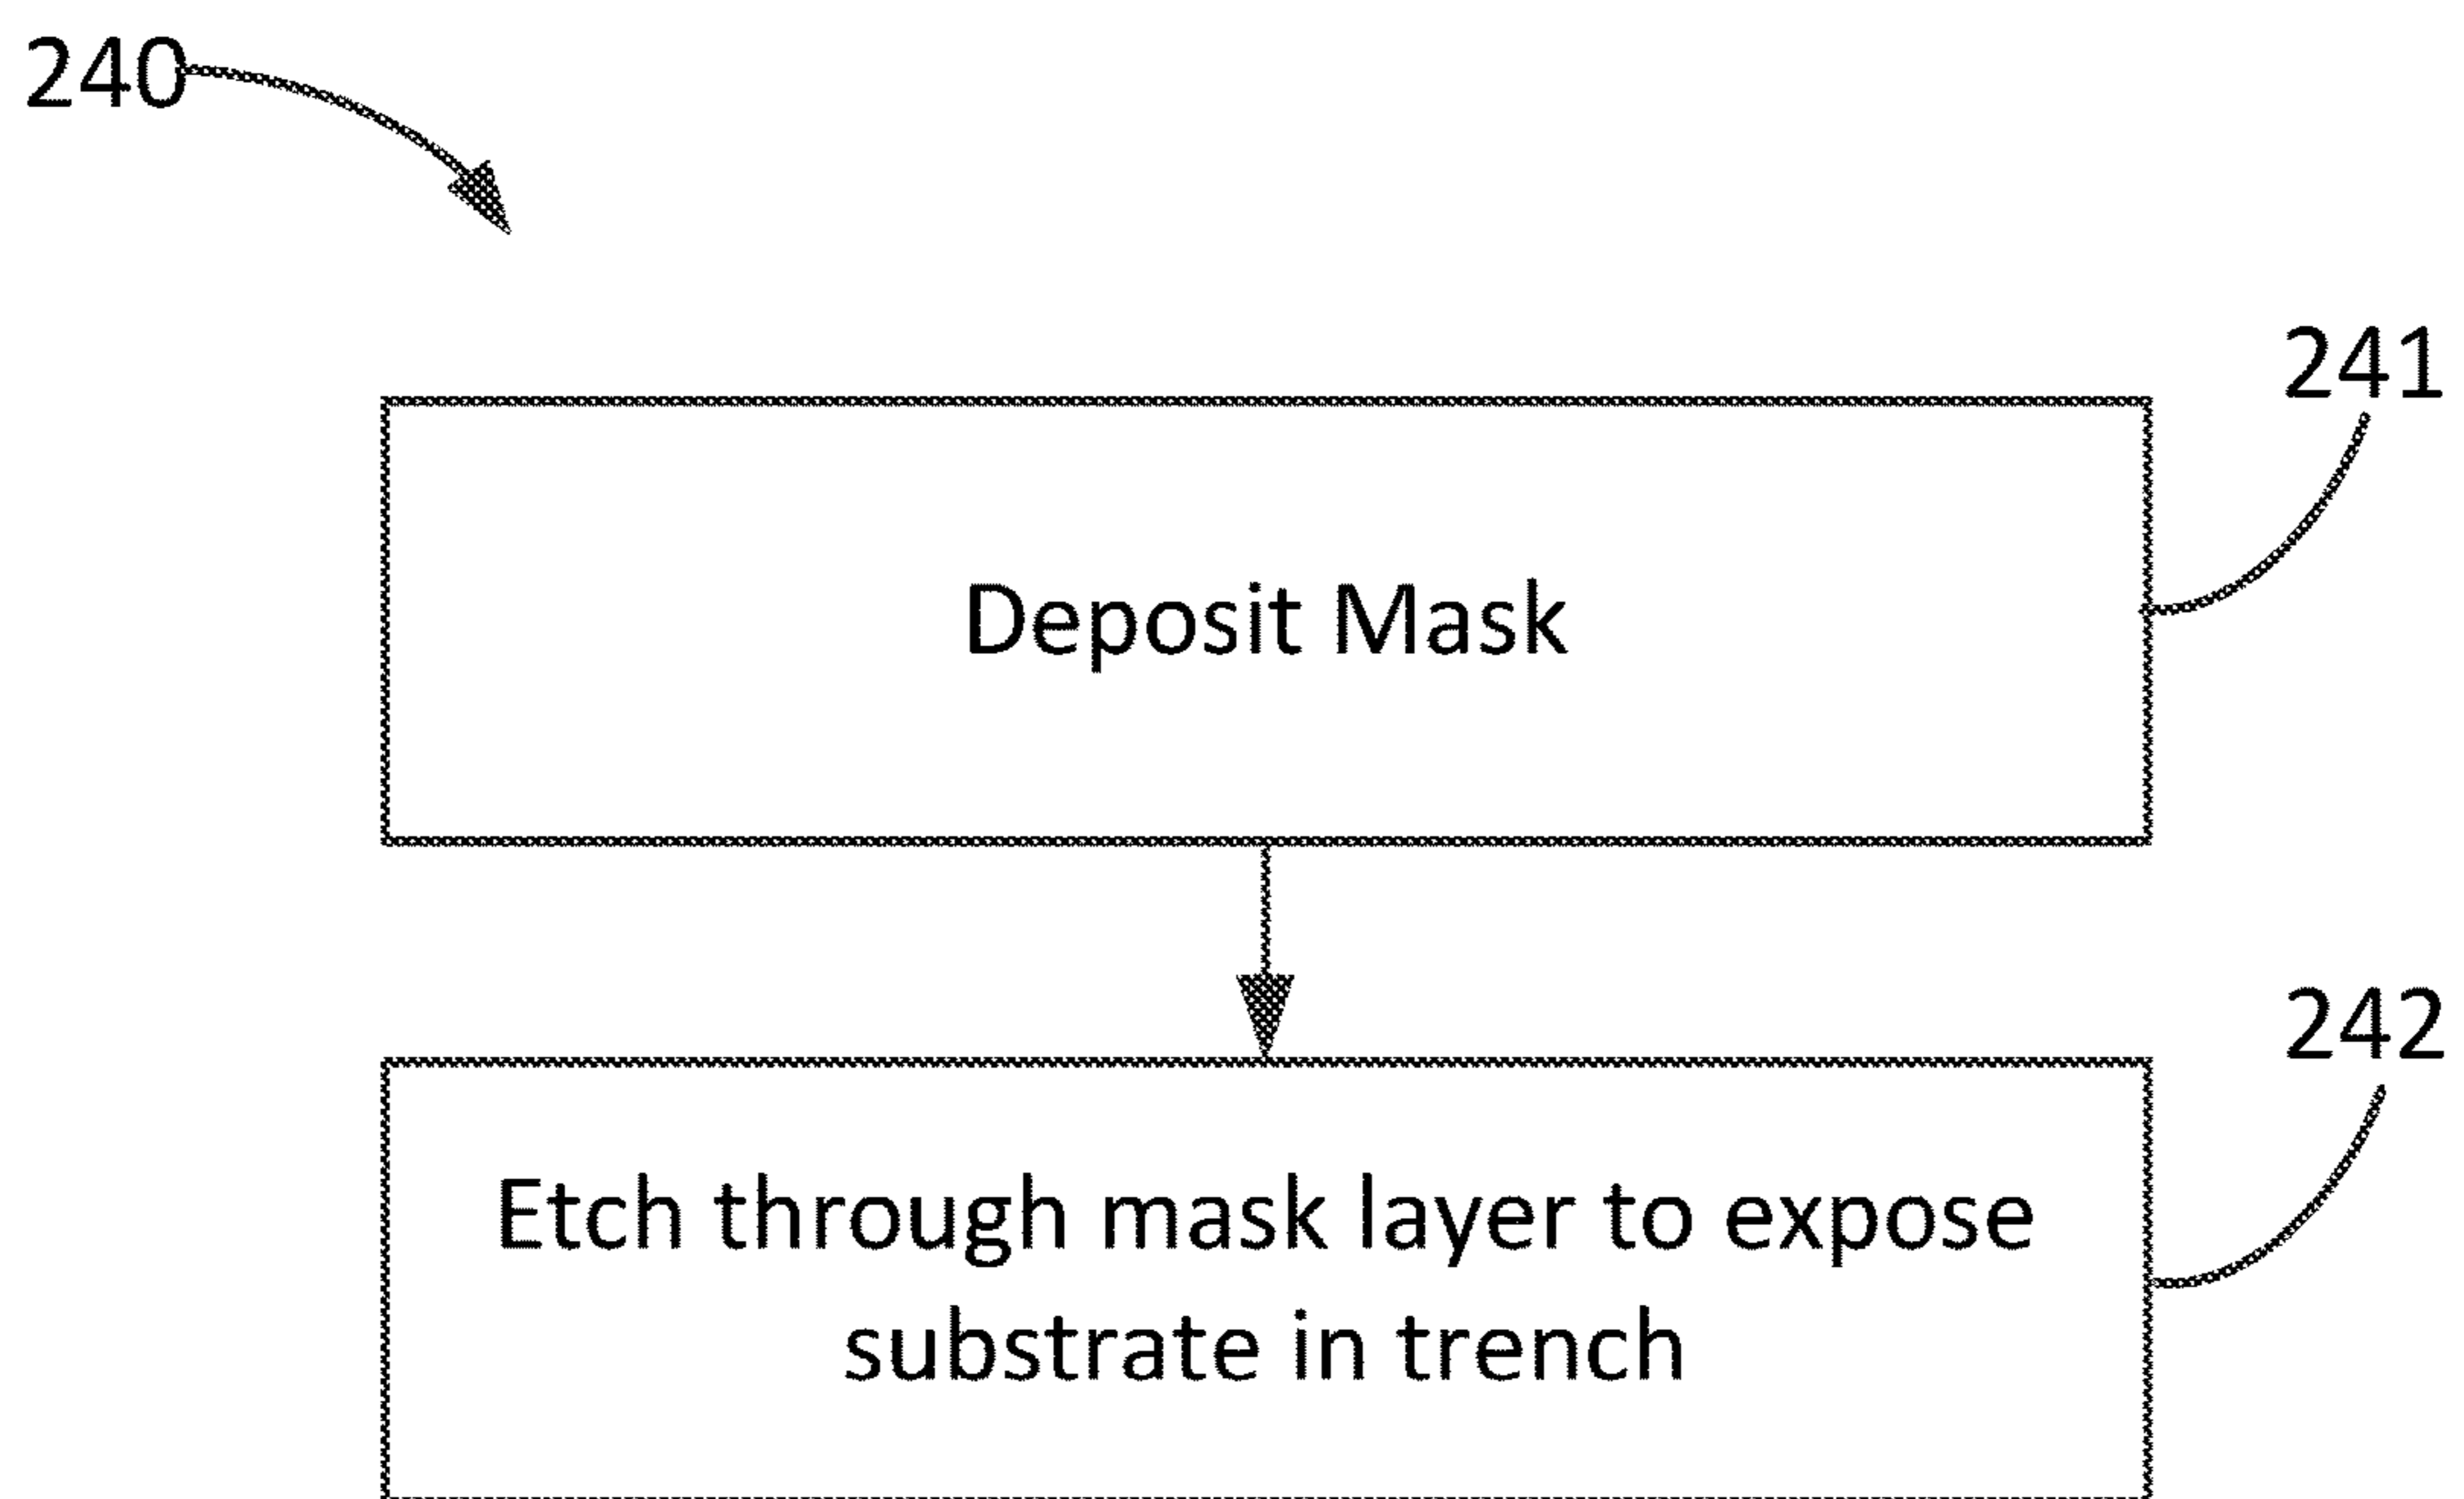 240
241
Deposit Mask
242
Etch through mask layer to expose
substrate in trench